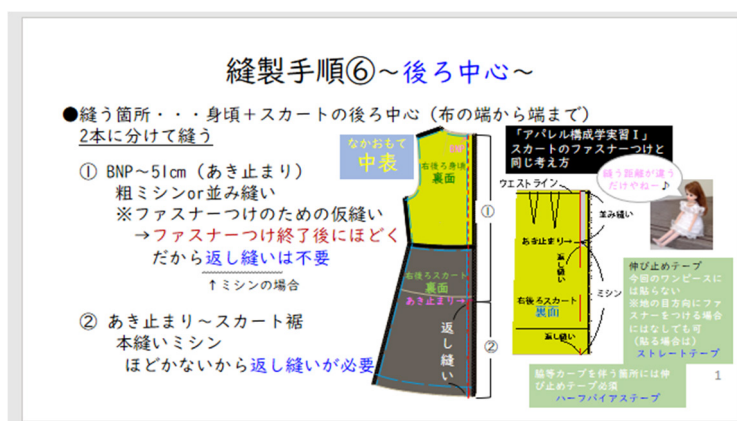 縫製手順⑥~後ろ中心~
●縫う箇所・・・身頃+スカートの後ろ中心(布の端から端まで)
2本に分けて縫う
① BNP~51cm(あき止まり)
粗ミシンor並み縫い
※ファスナーつけのための仮縫い
→ファスナーつけ終了後にほどく
だから返し縫いは不要
↑ミシンの場合
② あき止まり~スカート裾
本縫いミシン
ほどかないから返し縫いが必要
なかおもて
中表
右後ろ身頃
裏面
①
右後ろスカート
裏面
あき止まり→
返し縫い
②
「アパレル構成学実習Ⅰ」
スカートのファスナーつけと
同じ考え方
縫う距離が違う
だけやねー♪
ウエストライン
並み縫い
あき止まり→
返し縫い
ミシン
右後ろスカート
裏面
返し縫い
伸び止めテープ
今回のワンピースに
は貼らない
※地の目方向にファ
スナーをつける場合
にはなしでも可
(貼る場合は)
ストレートテープ
脇等カーブを伴う箇所には伸
び止めテープ必須
ハーフバイアステープ
1